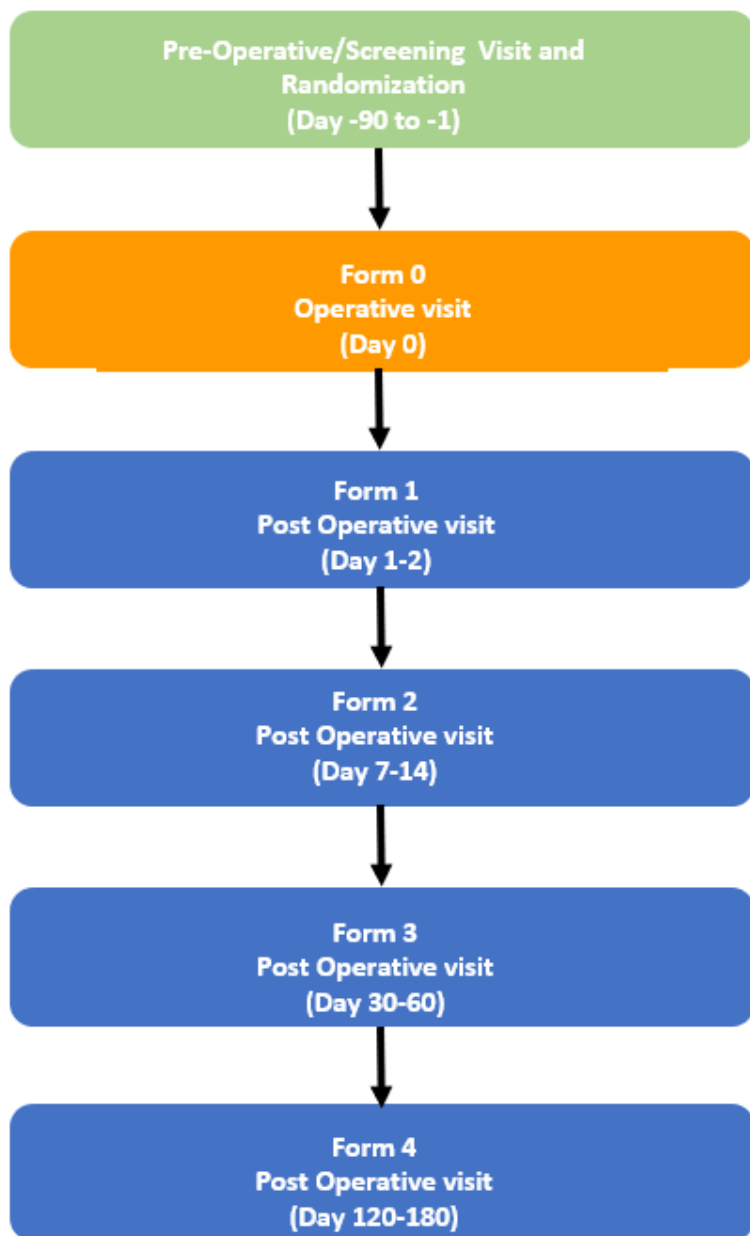 Pre-Operative/Screening Visit and
Randomization
(Day -90 to -1)
Form 0
Operative visit
(Day 0)
Form 1
Post Operative visit
(Day 1-2)
Form 2
Post Operative visit
(Day 7-14)
Form 3
Post Operative visit
(Day 30-60)
Form 4
Post Operative visit
(Day 120-180)